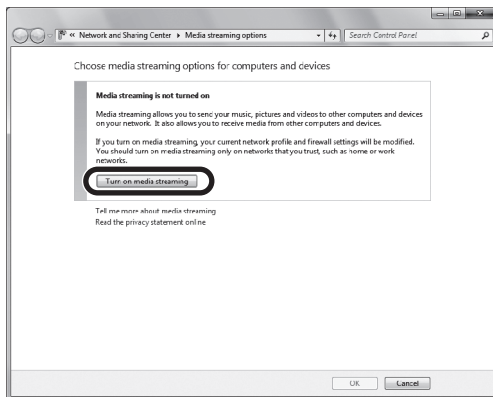 « Network and Sharing Center ▸ Media streaming options
Search Control Panel
Choose media streaming options for computers and devices
Media streaming is not turned on
Media streaming allows you to send your music, pictures and videos to other computers and devices
on your network. It also allows you to receive media from other computers and devices.
If you turn on media streaming, your current network profile and firewall settings will be modified.
You should turn on media streaming only on networks that you trust, such as home or work
networks.
Turn on media streaming
Tell me more about media streaming
Read the privacy statement online
OK
Cancel